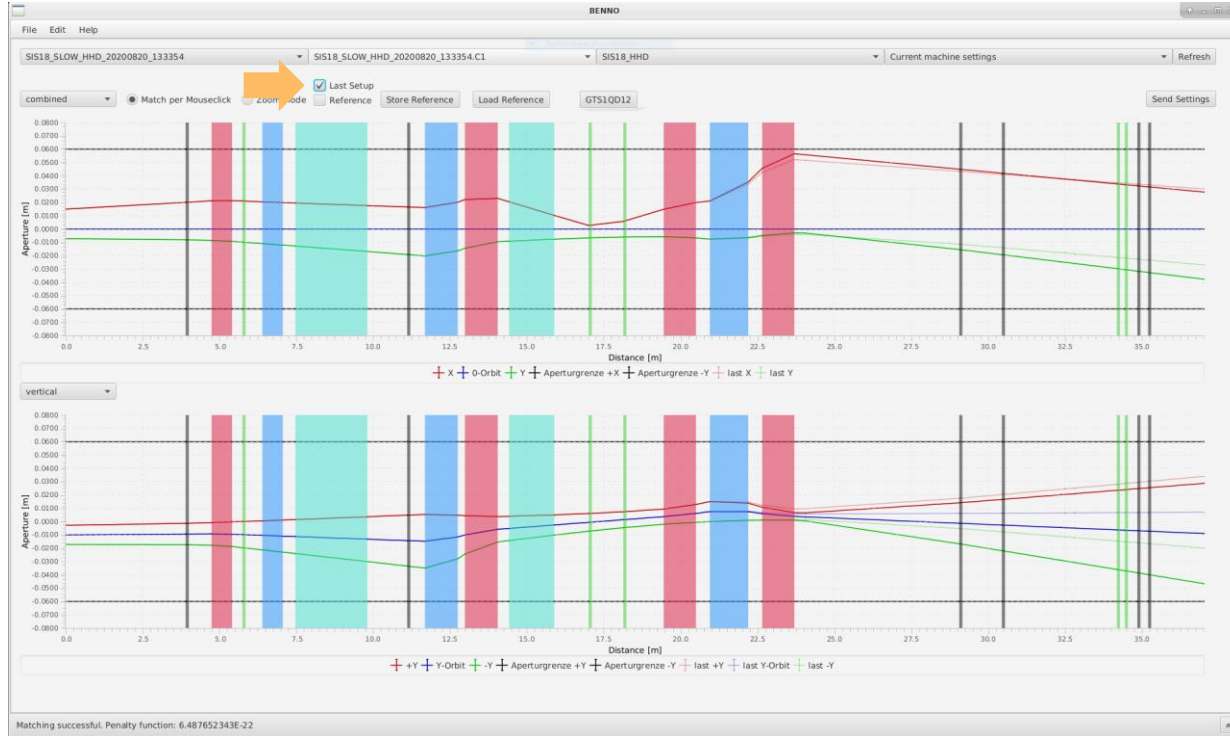 BENNO
File Edit Help
SIS18_SLOW_HHD_20200820_133354 SIS18_SLOW_HHD_20200820_133354.C1 SIS18_HHD Current machine settings Refresh
Last Setup
combined Match per Mouseclick Zoom Mode Reference Store Reference Load Reference GTS1QD12 Send Settings
0.0800
0.0700
0.0600
0.0500
0.0400
0.0300
0.0200
0.0100
0.0000
-0.0100
-0.0200
-0.0300
-0.0400
-0.0500
-0.0600
-0.0700
-0.0800
Aperture [m]
0.0 2.5 5.0 7.5 10.0 12.5 15.0 17.5 20.0 22.5 25.0 27.5 30.0 32.5 35.0
Distance [m]
X 0-Orbit Y Aperturgrenze +X Aperturgrenze -Y last X last Y
vertical
0.0800
0.0700
0.0600
0.0500
0.0400
0.0300
0.0200
0.0100
0.0000
-0.0100
-0.0200
-0.0300
-0.0400
-0.0500
-0.0600
-0.0700
-0.0800
Aperture [m]
0.0 2.5 5.0 7.5 10.0 12.5 15.0 17.5 20.0 22.5 25.0 27.5 30.0 32.5 35.0
Distance [m]
+Y Y-Orbit -Y Aperturgrenze +Y Aperturgrenze -Y last +Y last Y-Orbit last -Y
Matching successful. Penalty function: 6.487652343E-22